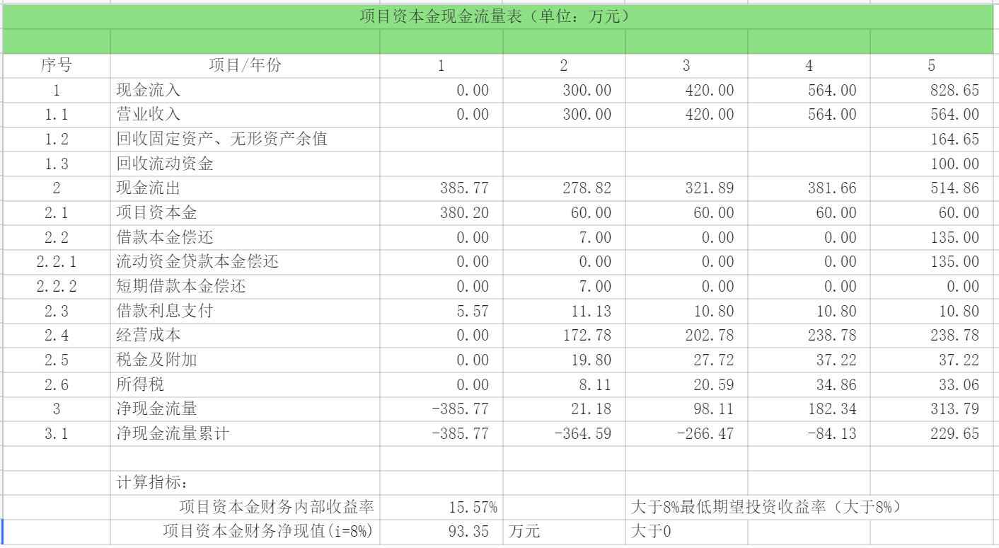 项目资本金现金流量表（单位：万元）
序号 项目/年份 1 2 3 4 5
1 现金流入 0.00 300.00 420.00 564.00 828.65
1.1 营业收入 0.00 300.00 420.00 564.00 564.00
1.2 回收固定资产、无形资产余值 164.65
1.3 回收流动资金 100.00
2 现金流出 385.77 278.82 321.89 381.66 514.86
2.1 项目资本金 380.20 60.00 60.00 60.00 60.00
2.2 借款本金偿还 0.00 7.00 0.00 0.00 135.00
2.2.1 流动资金贷款本金偿还 0.00 0.00 0.00 0.00 135.00
2.2.2 短期借款本金偿还 0.00 7.00 0.00 0.00 0.00
2.3 借款利息支付 5.57 11.13 10.80 10.80 10.80
2.4 经营成本 0.00 172.78 202.78 238.78 238.78
2.5 税金及附加 0.00 19.80 27.72 37.22 37.22
2.6 所得税 0.00 8.11 20.59 34.86 33.06
3 净现金流量 -385.77 21.18 98.11 182.34 313.79
3.1 净现金流量累计 -385.77 -364.59 -266.47 -84.13 229.65
计算指标：
项目资本金财务内部收益率 15.57% 大于8%最低期望投资收益率（大于8%）
项目资本金财务净现值(i=8%) 93.35 万元 大于0